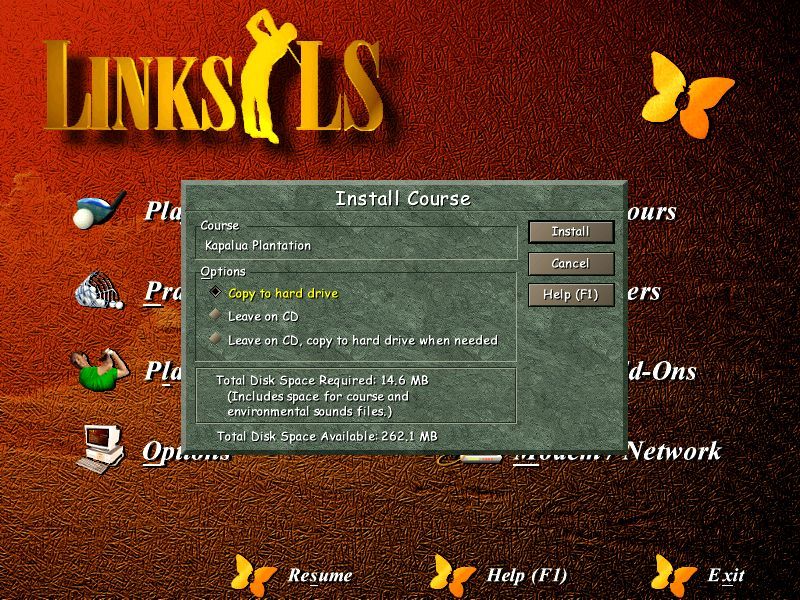 LINKS LS
Install Course
Course
Kapalua Plantation
Options
Copy to hard drive
Leave on CD
Leave on CD, copy to hard drive when needed
Total Disk Space Required: 14.6 MB
(Includes space for course and
environmental sounds files.)
Total Disk Space Available: 262.1 MB
Install
Cancel
Help (F1)
Options
Modem / Network
Resume
Help (F1)
Exit